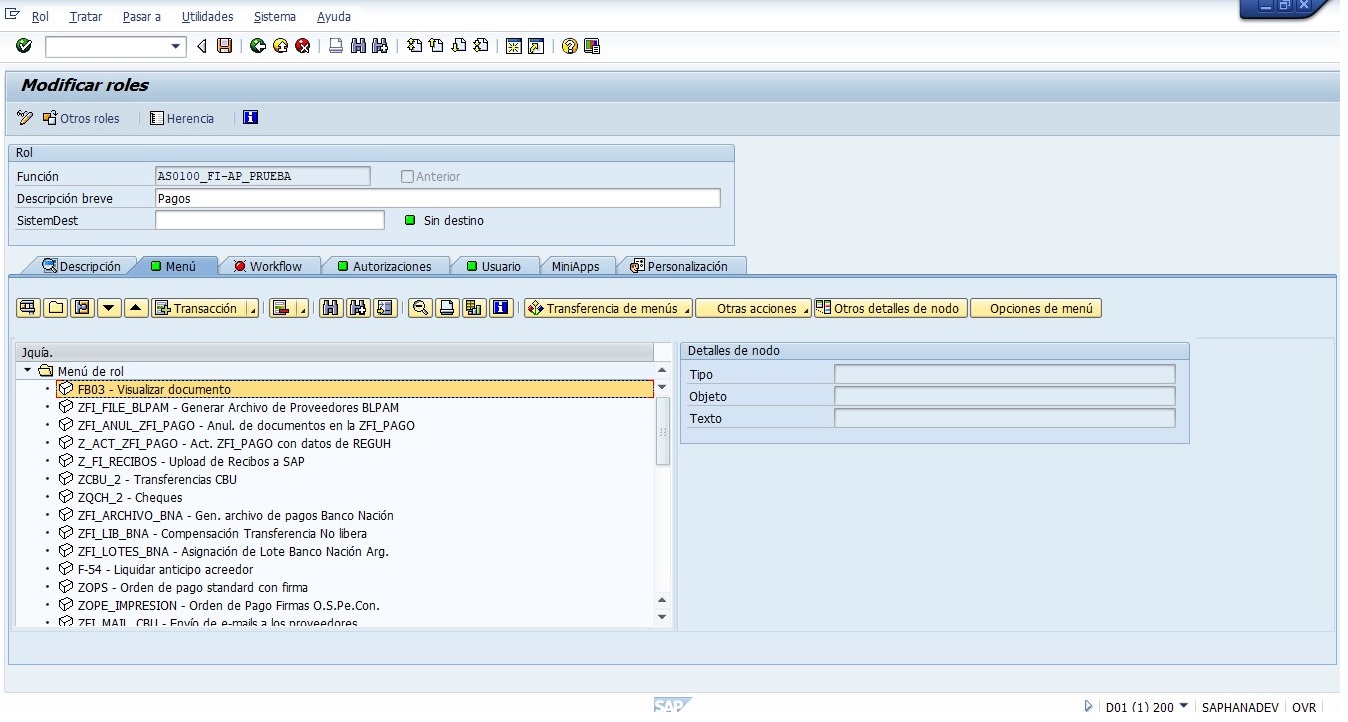 Rol Tratar Pasar a Utilidades Sistema Ayuda
Modificar roles
Otros roles Herencia
Rol
Función AS0100_FI-AP_PRUEBA Anterior
Descripción breve Pagos
SistemDest Sin destino
Descripción Menú Workflow Autorizaciones Usuario MiniApps Personalización
Transacción Transferencia de menús Otras acciones Otros detalles de nodo Opciones de menú
Jquía.
Menú de rol
FB03 - Visualizar documento
ZFI_FILE_BLPAM - Generar Archivo de Proveedores BLPAM
ZFI_ANUL_ZFI_PAGO - Anul. de documentos en la ZFI_PAGO
Z_ACT_ZFI_PAGO - Act. ZFI_PAGO con datos de REGUH
Z_FI_RECIBOS - Upload de Recibos a SAP
ZCBU_2 - Transferencias CBU
ZQCH_2 - Cheques
ZFI_ARCHIVO_BNA - Gen. archivo de pagos Banco Nación
ZFI_LIB_BNA - Compensación Transferencia No libera
ZFI_LOTES_BNA - Asignación de Lote Banco Nación Arg.
F-54 - Liquidar anticipo acreedor
ZOPS - Orden de pago standard con firma
ZOPE_IMPRESION - Orden de Pago Firmas O.S.Pe.Con.
ZFI_MAIL_CBU - Envío de e-mails a los proveedores
Detalles de nodo
Tipo
Objeto
Texto
SAP D01 (1) 200 SAPHANADEV OVR